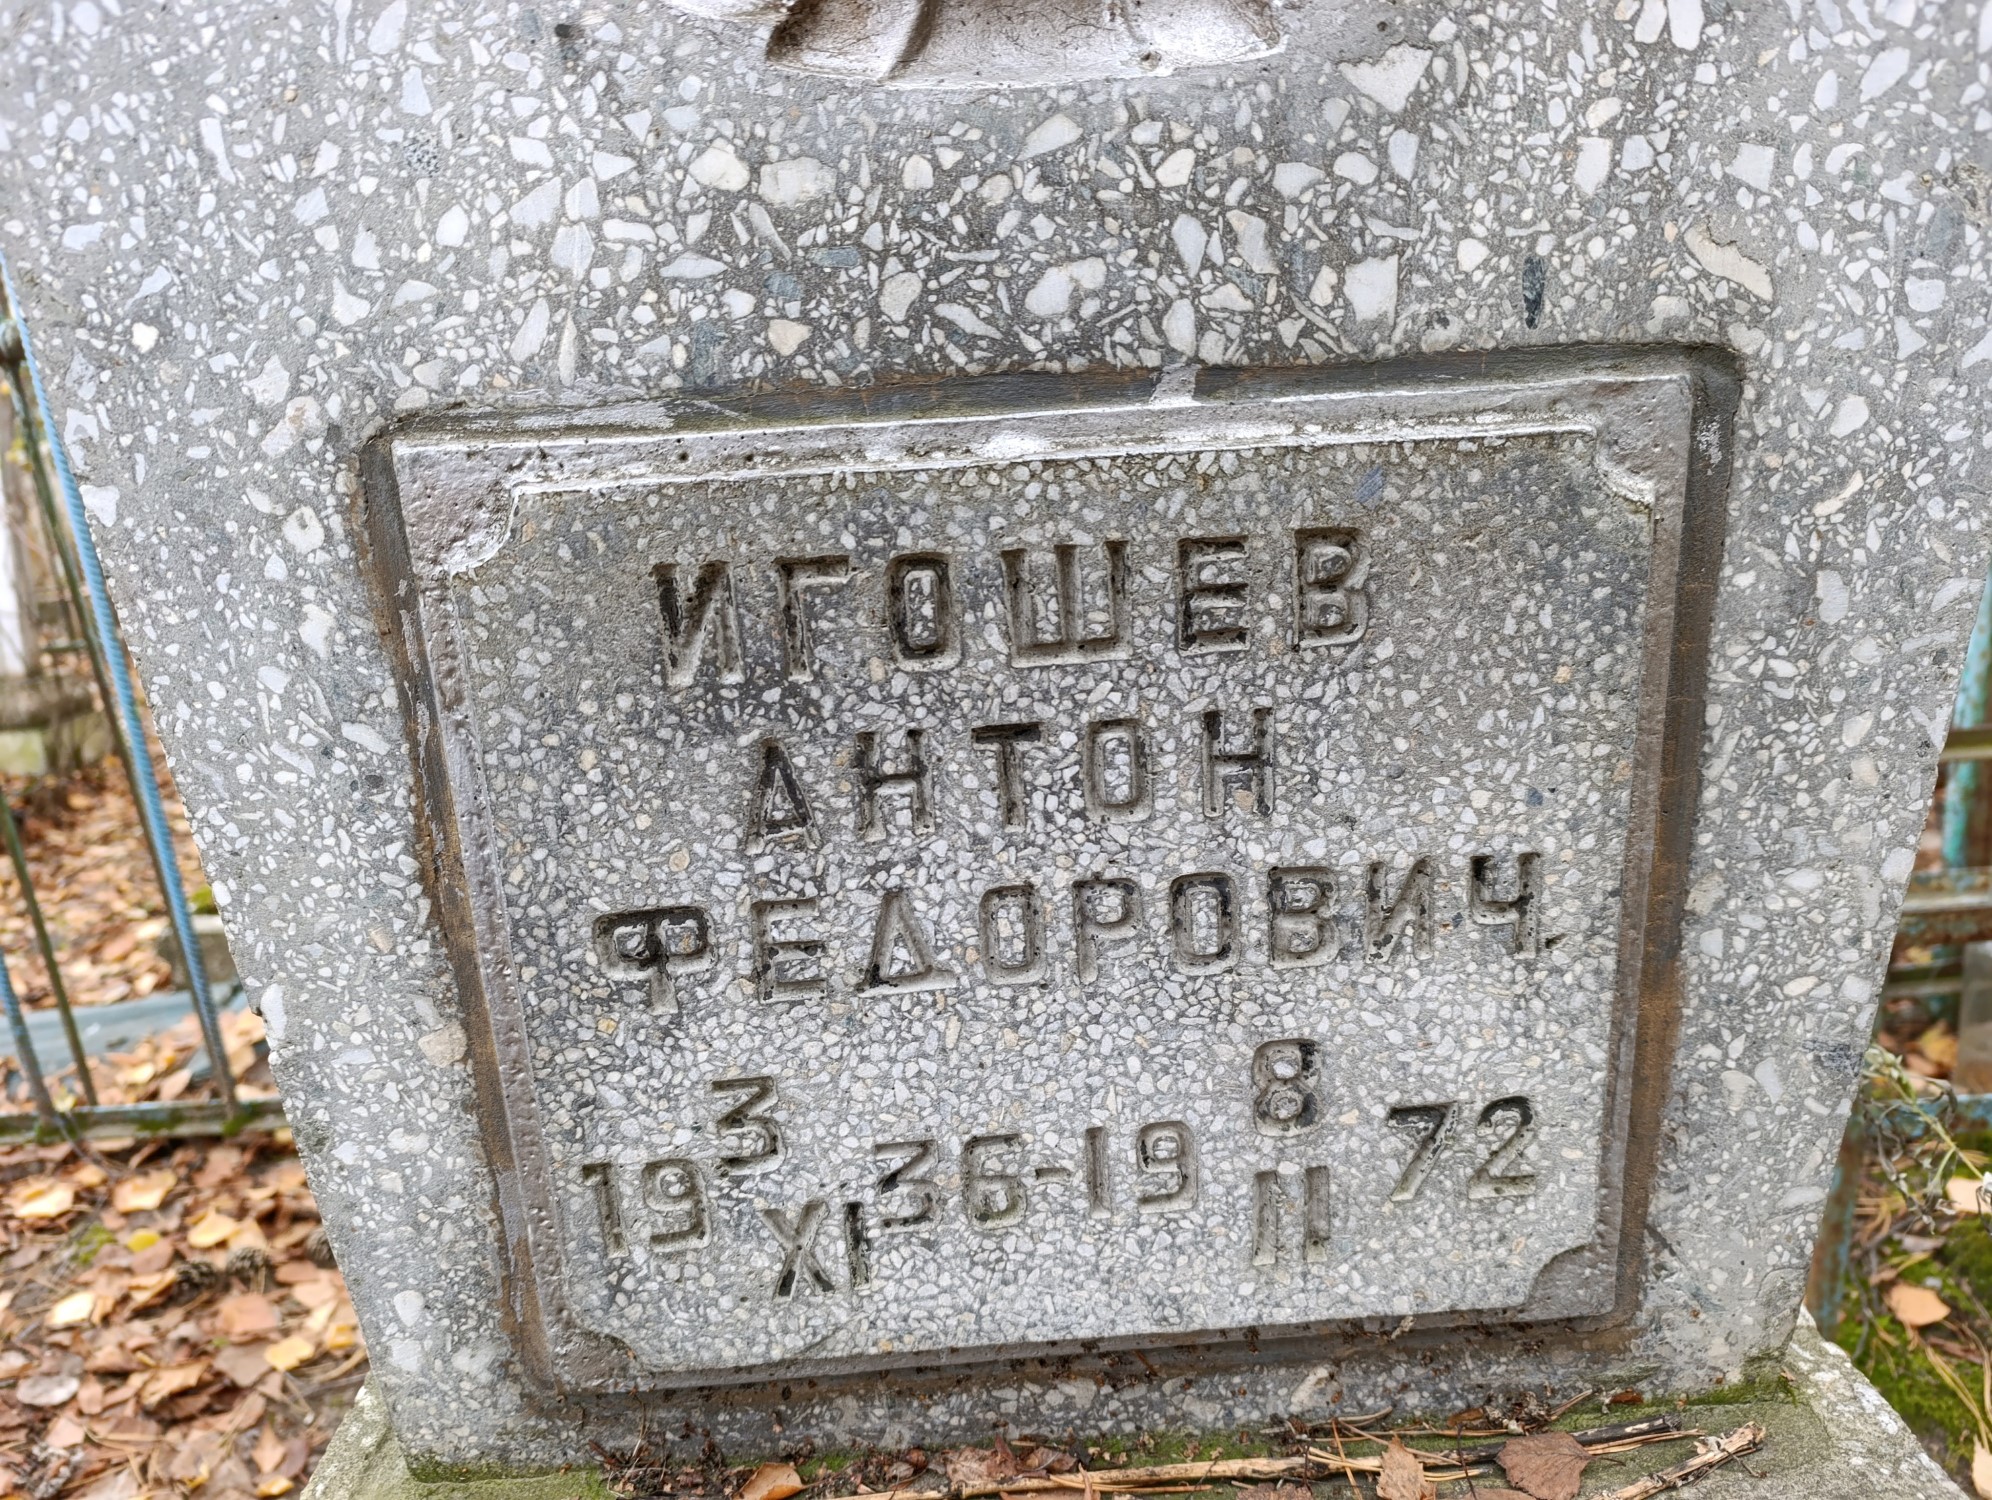 ИГОШЕВ
АНТОН
ФЕДОРОВИЧ
19 3/XI 36-19 8/II 72